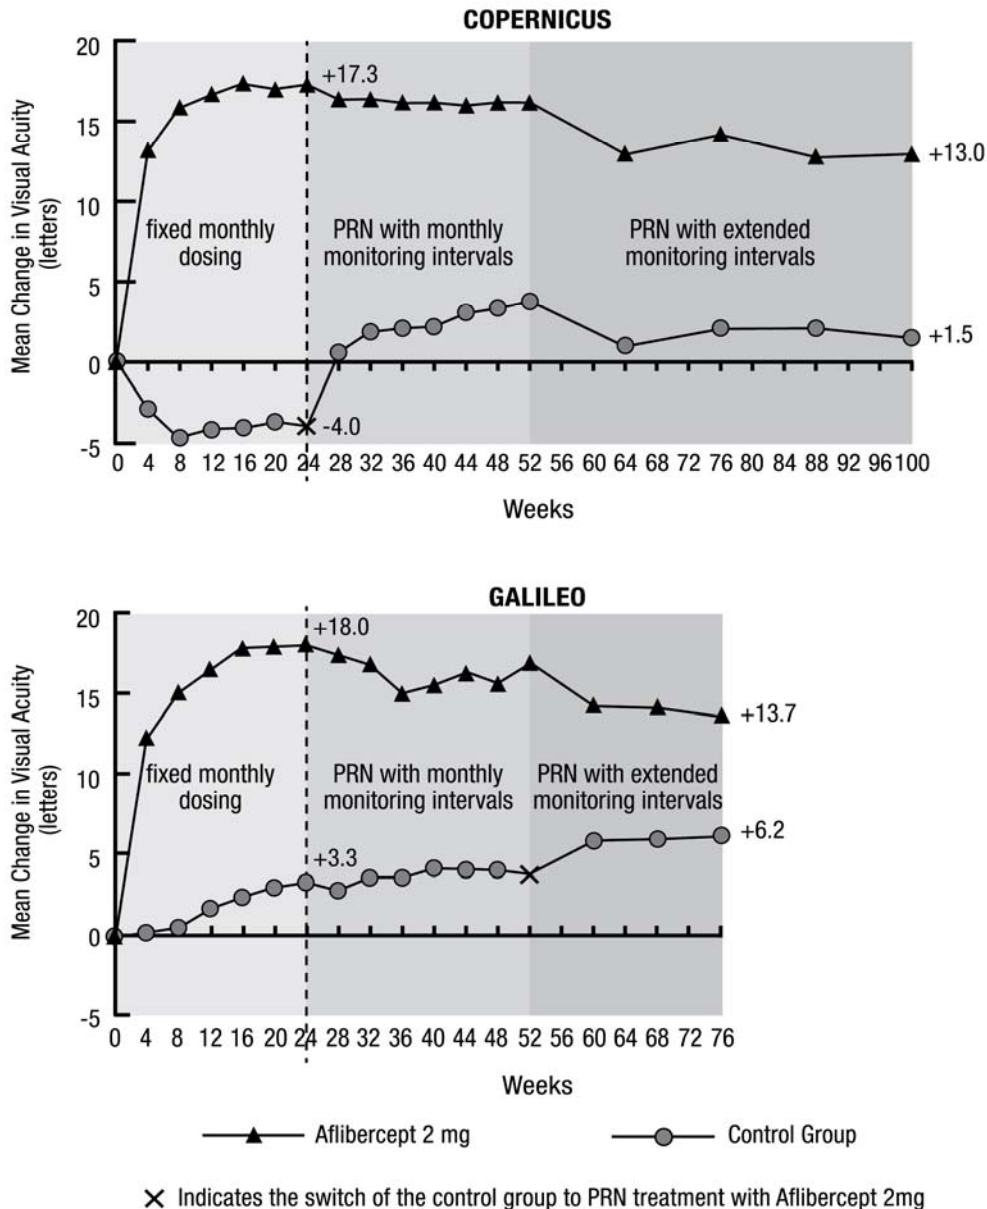 COPERNICUS
20
15
10
5
0
-5
Mean Change in Visual Acuity
(letters)
+17.3
+13.0
fixed monthly
dosing
PRN with monthly
monitoring intervals
PRN with extended
monitoring intervals
+1.5
-4.0
0 4 8 12 16 20 24 28 32 36 40 44 48 52 56 60 64 68 72 76 80 84 88 92 96 100
Weeks
GALILEO
20
15
10
5
0
-5
Mean Change in Visual Acuity
(letters)
+18.0
+13.7
fixed monthly
dosing
PRN with monthly
monitoring intervals
PRN with extended
monitoring intervals
+3.3
+6.2
0 4 8 12 16 20 24 28 32 36 40 44 48 52 56 60 64 68 72 76
Weeks
Aflibercept 2 mg
Control Group
Indicates the switch of the control group to PRN treatment with Aflibercept 2mg